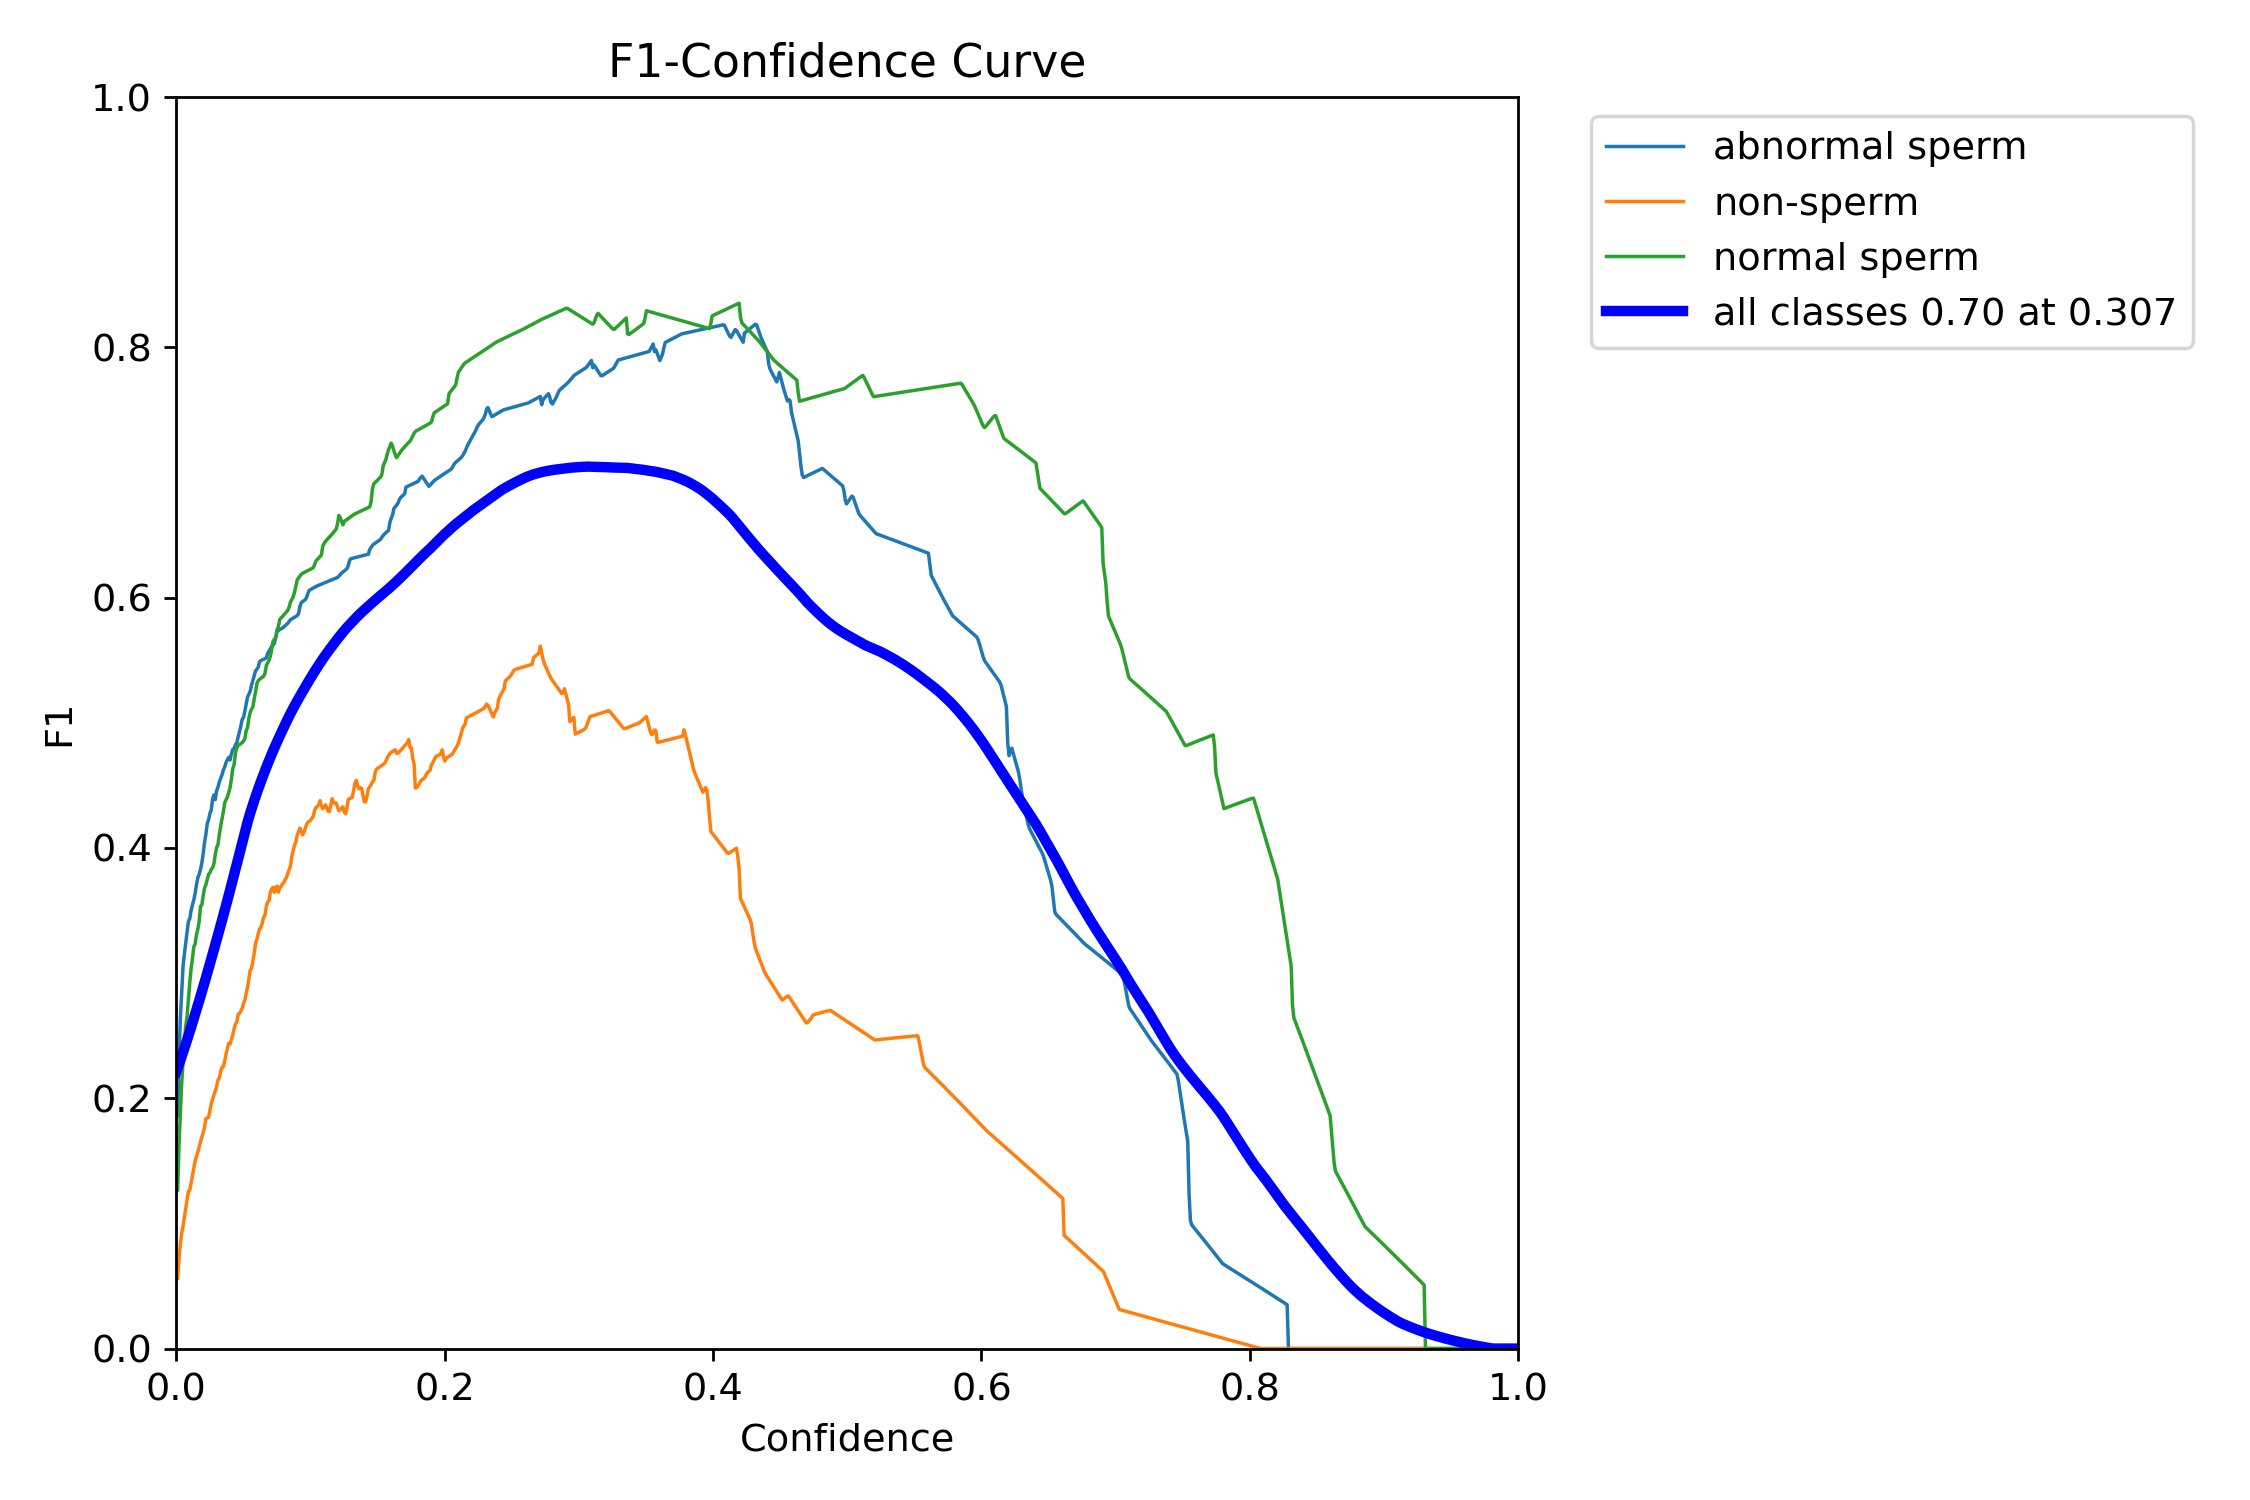 F1-Confidence Curve
1.0
0.8
0.6
0.4
0.2
0.0
F1
0.0 0.2 0.4 0.6 0.8 1.0
Confidence
abnormal sperm
non-sperm
normal sperm
all classes 0.70 at 0.307